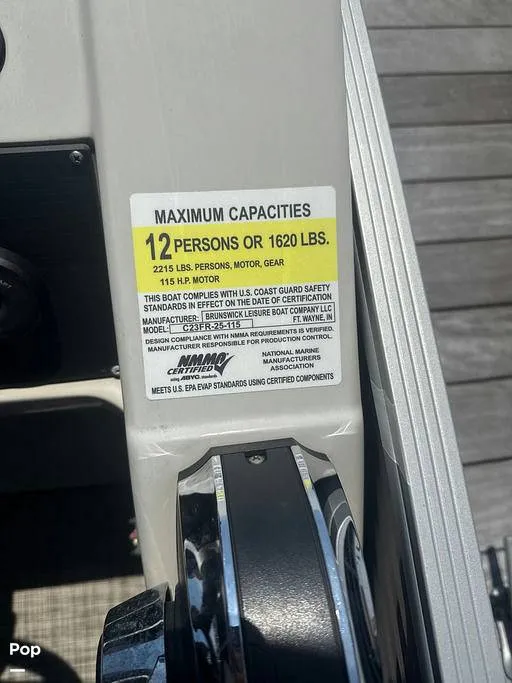 MAXIMUM CAPACITIES
12 PERSONS OR 1620 LBS.
2215 LBS. PERSONS, MOTOR, GEAR
115 H.P. MOTOR
THIS BOAT COMPLIES WITH U.S. COAST GUARD SAFETY
STANDARDS IN EFFECT ON THE DATE OF CERTIFICATION
MANUFACTURER: BRUNSWICK LEISURE BOAT COMPANY LLC
FT. WAYNE, IN
MODEL: C23FR-25-115
DESIGN COMPLIANCE WITH NMMA REQUIREMENTS IS VERIFIED.
MANUFACTURER RESPONSIBLE FOR PRODUCTION CONTROL.
NMMA
CERTIFIED
using ABYC standards
NATIONAL MARINE
MANUFACTURERS
ASSOCIATION
MEETS U.S. EPA EVAP STANDARDS USING CERTIFIED COMPONENTS
Pop